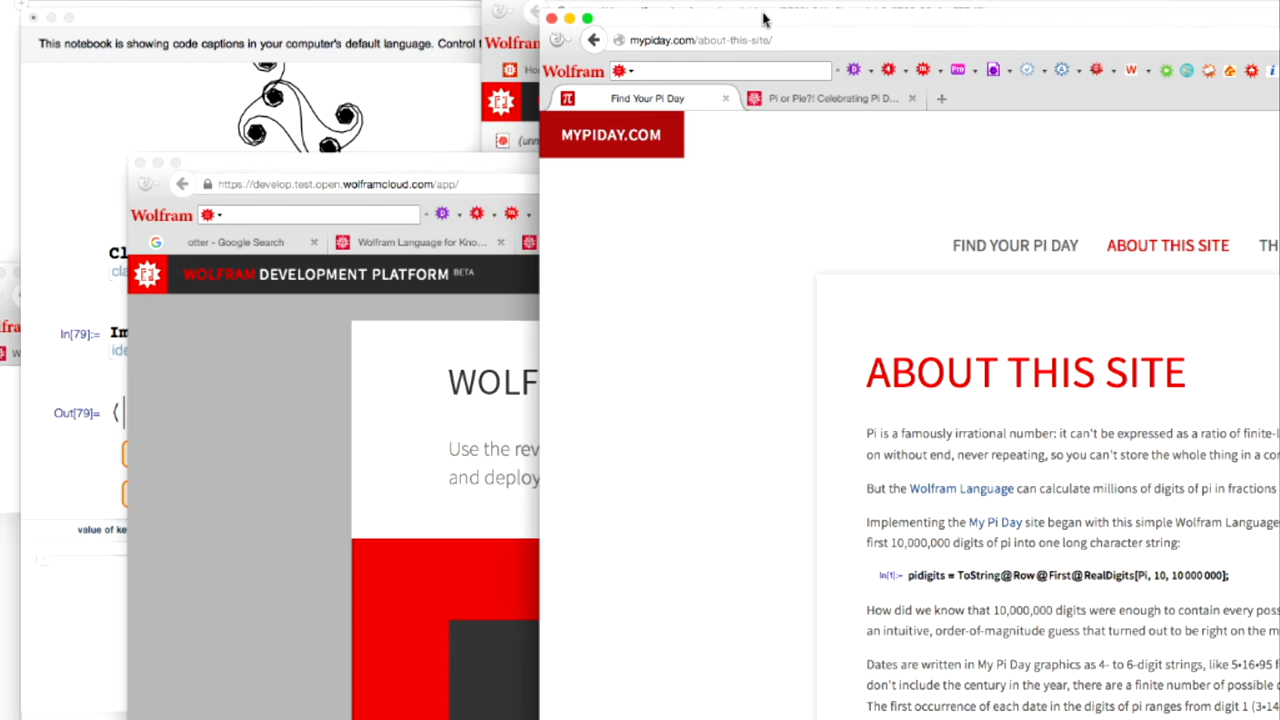 This notebook is showing code captions in your computer's default language. Control t
Wolfram
Ho
(unn
Cl
cla
In[79]:= Im
ide
Out[79]= (
value of ke
https://develop.test.open.wolframcloud.com/app/
Wolfram
otter - Google Search
Wolfram Language for Kno...
WOLFRAM DEVELOPMENT PLATFORM BETA
WOLF
Use the rev
and deploy
mypiday.com/about-this-site/
Wolfram
Pro
W
Find Your Pi Day
Pi or Pie?! Celebrating Pi D...
MYPIDAY.COM
FIND YOUR PI DAY ABOUT THIS SITE TH
ABOUT THIS SITE
Pi is a famously irrational number: it can't be expressed as a ratio of finite-l
on without end, never repeating, so you can't store the whole thing in a co
But the Wolfram Language can calculate millions of digits of pi in fractions
Implementing the My Pi Day site began with this simple Wolfram Language
first 10,000,000 digits of pi into one long character string:
In[1]:= pidigits = ToString@Row@First@RealDigits[Pi, 10, 10 000 000];
How did we know that 10,000,000 digits were enough to contain every poss
an intuitive, order-of-magnitude guess that turned out to be right on the m
Dates are written in My Pi Day graphics as 4- to 6-digit strings, like 5•16•95 f
don't include the century in the year, there are a finite number of possible d
The first occurrence of each date in the digits of pi ranges from digit 1 (3•14